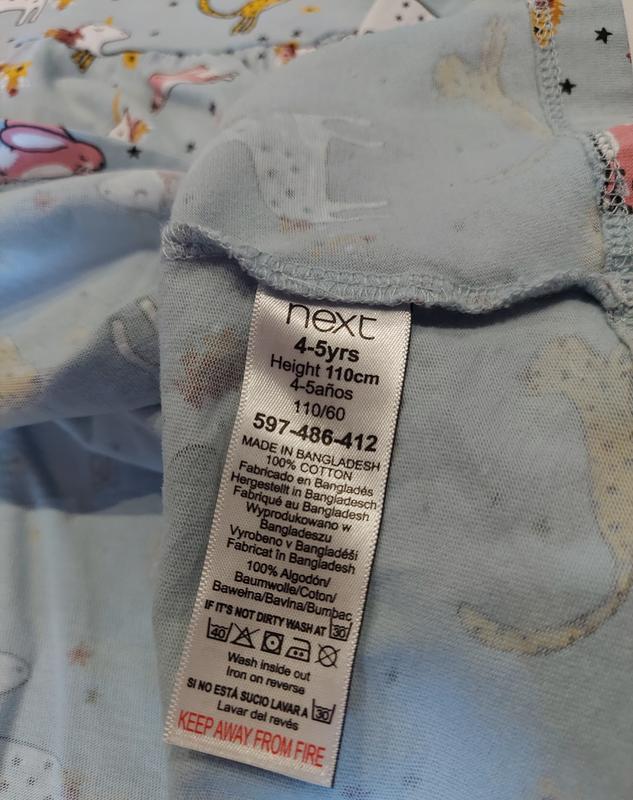 next
4-5yrs
Height 110cm
4-5años
110/60
597-486-412
MADE IN BANGLADESH
100% COTTON
Fabricado en Bangladés
Hergestellt in Bangladesch
Fabriqué au Bangladesh
Wyprodukowano w
Bangladeszu
Vyrobeno v Bangladéši
Fabricat în Bangladesh
100% Algodón/
Baumwolle/Coton/
Bawełna/Bavlna/Bumbac
IF IT'S NOT DIRTY WASH AT 30
40
Wash inside out
Iron on reverse
SI NO ESTÁ SUCIO LAVAR A 30
Lavar del revés
KEEP AWAY FROM FIRE